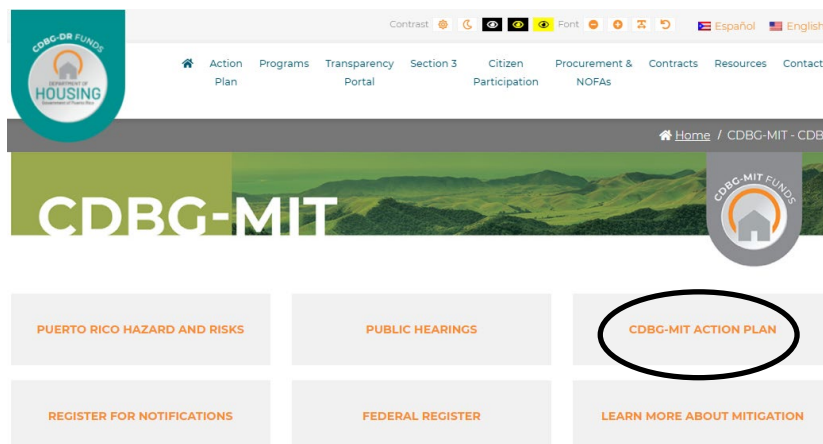 CDBG-DR FUNDS
DEPARTMENT OF
HOUSING
Government of Puerto Rico
Contrast Font Español English
Action Plan
Programs
Transparency Portal
Section 3
Citizen Participation
Procurement & NOFAs
Contracts
Resources
Contact
Home / CDBG-MIT - CDB
CDBG-MIT
CDBG-MIT FUNDS
PUERTO RICO HAZARD AND RISKS
PUBLIC HEARINGS
CDBG-MIT ACTION PLAN
REGISTER FOR NOTIFICATIONS
FEDERAL REGISTER
LEARN MORE ABOUT MITIGATION